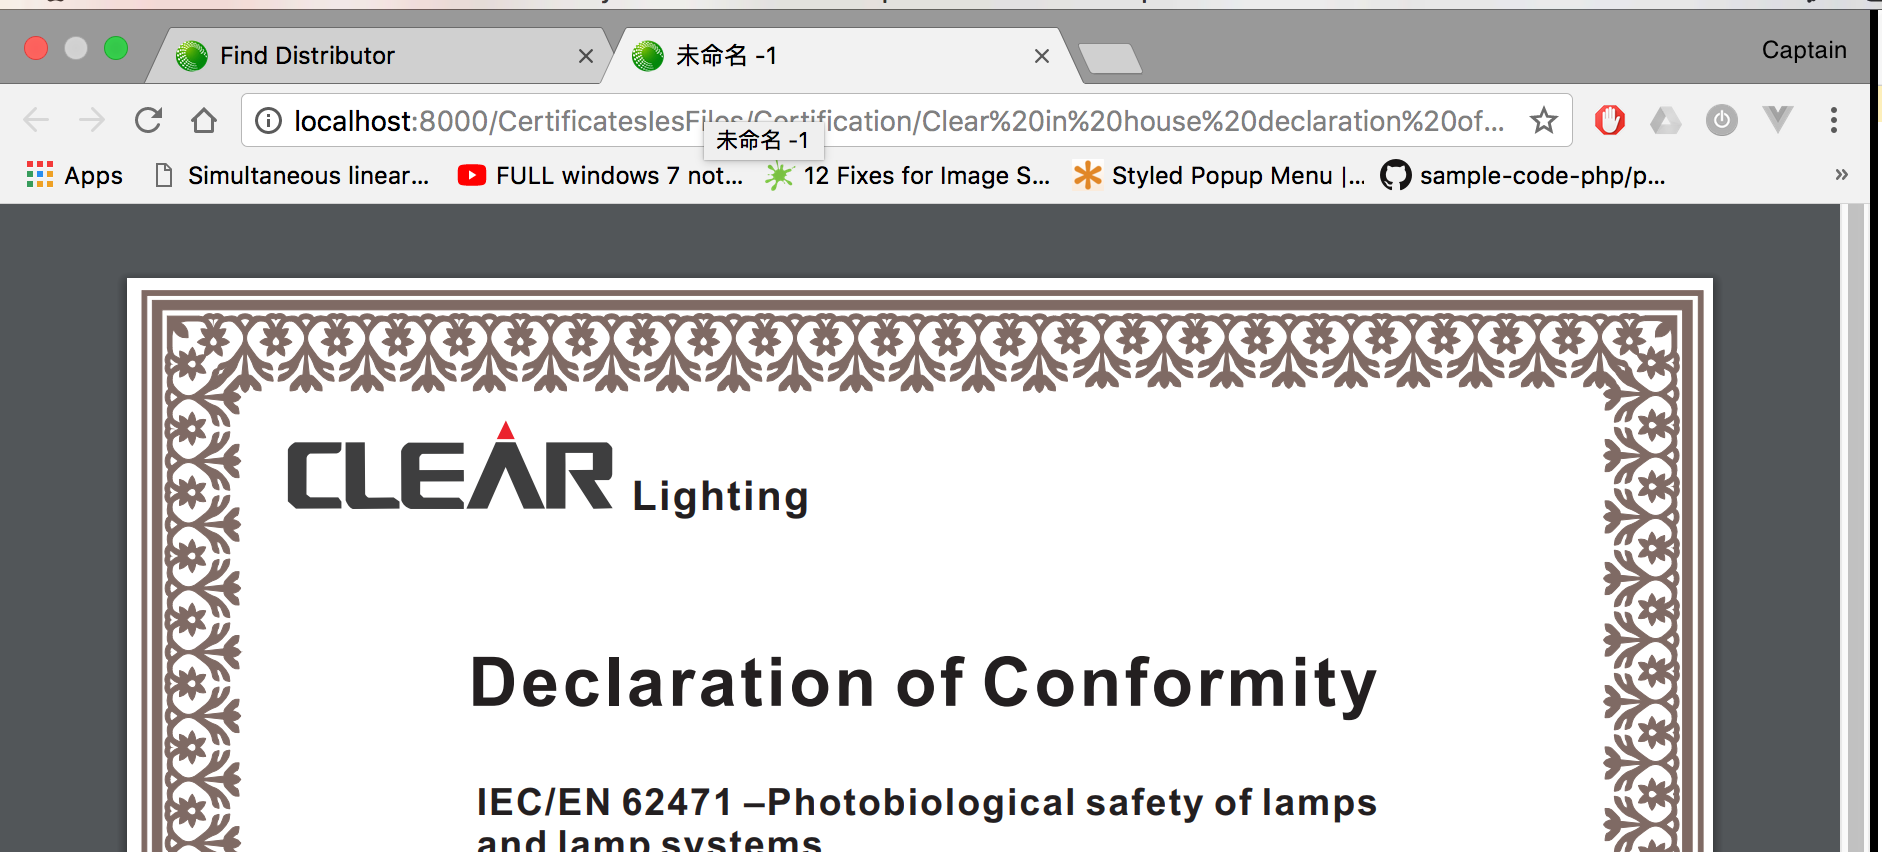 Find Distributor
未命名 -1
Captain
localhost:8000/CertificatesIesFiles/Certification/Clear%20in%20house%20declaration%20of...
未命名 -1
Apps
Simultaneous linear...
FULL windows 7 not...
12 Fixes for Image S...
Styled Popup Menu |...
sample-code-php/p...
»
CLEAR Lighting
Declaration of Conformity
IEC/EN 62471 –Photobiological safety of lamps
and lamp systems